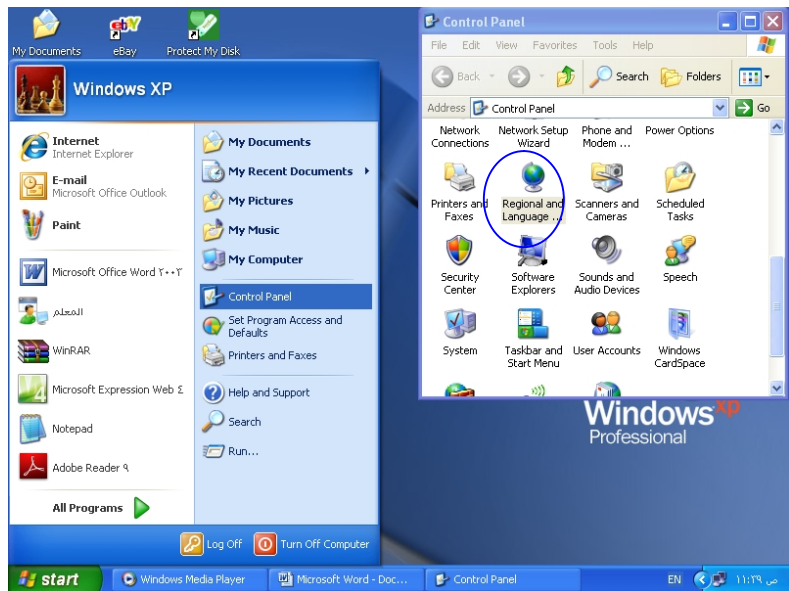 My Documents
eBay
Protect My Disk
Windows XP
Internet
Internet Explorer
E-mail
Microsoft Office Outlook
Paint
Microsoft Office Word ٢٠٠٣
المعلم
WinRAR
Microsoft Expression Web ٤
Notepad
Adobe Reader ٩
All Programs
My Documents
My Recent Documents
My Pictures
My Music
My Computer
Control Panel
Set Program Access and
Defaults
Printers and Faxes
Help and Support
Search
Run...
Log Off
Turn Off Computer
Control Panel
File Edit View Favorites Tools Help
Back Search Folders
Address Control Panel Go
Network
Connections
Network Setup
Wizard
Phone and
Modem ...
Power Options
Printers and
Faxes
Regional and
Language ...
Scanners and
Cameras
Scheduled
Tasks
Security
Center
Software
Explorers
Sounds and
Audio Devices
Speech
System
Taskbar and
Start Menu
User Accounts
Windows
CardSpace
Windows xp
Professional
start
Windows Media Player
Microsoft Word - Doc...
Control Panel
EN
١١:٢٩ ص